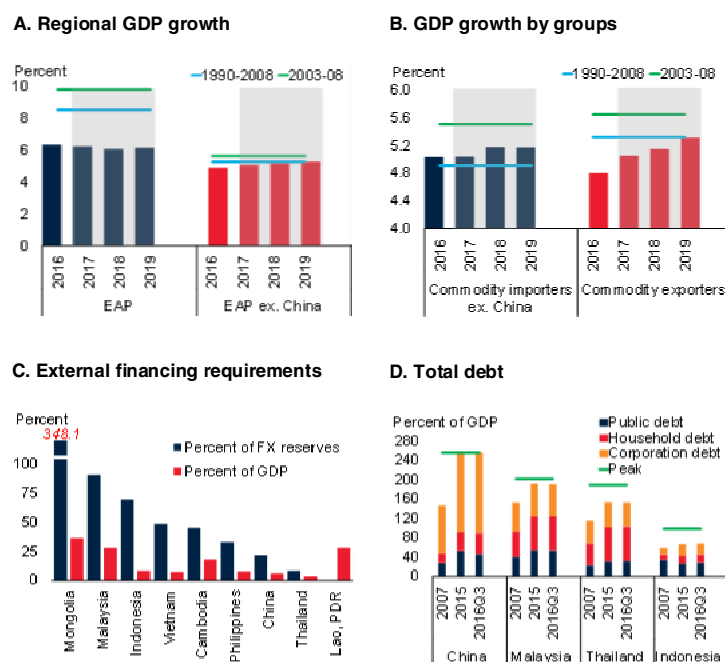 A. Regional GDP growth
Percent
1990-2008
2003-08
10
8
6
4
2
0
2016
2017
2018
2019
2016
2017
2018
2019
EAP
EAP ex. China
B. GDP growth by groups
Percent
1990-2008
2003-08
6.0
5.6
5.2
4.8
4.4
4.0
2016
2017
2018
2019
2016
2017
2018
2019
Commodity importers
ex. China
Commodity exporters
C. External financing requirements
Percent
348.1
Percent of FX reserves
Percent of GDP
100
75
50
25
0
Mongolia
Malaysia
Indonesia
Vietnam
Cambodia
Philippines
China
Thailand
Lao, PDR
D. Total debt
Percent of GDP
Public debt
Household debt
Corporation debt
Peak
280
240
200
160
120
80
40
0
2007
2015
2016Q3
2007
2015
2016Q3
2007
2015
2016Q3
2007
2015
2016Q3
China
Malaysia
Thailand
Indonesia